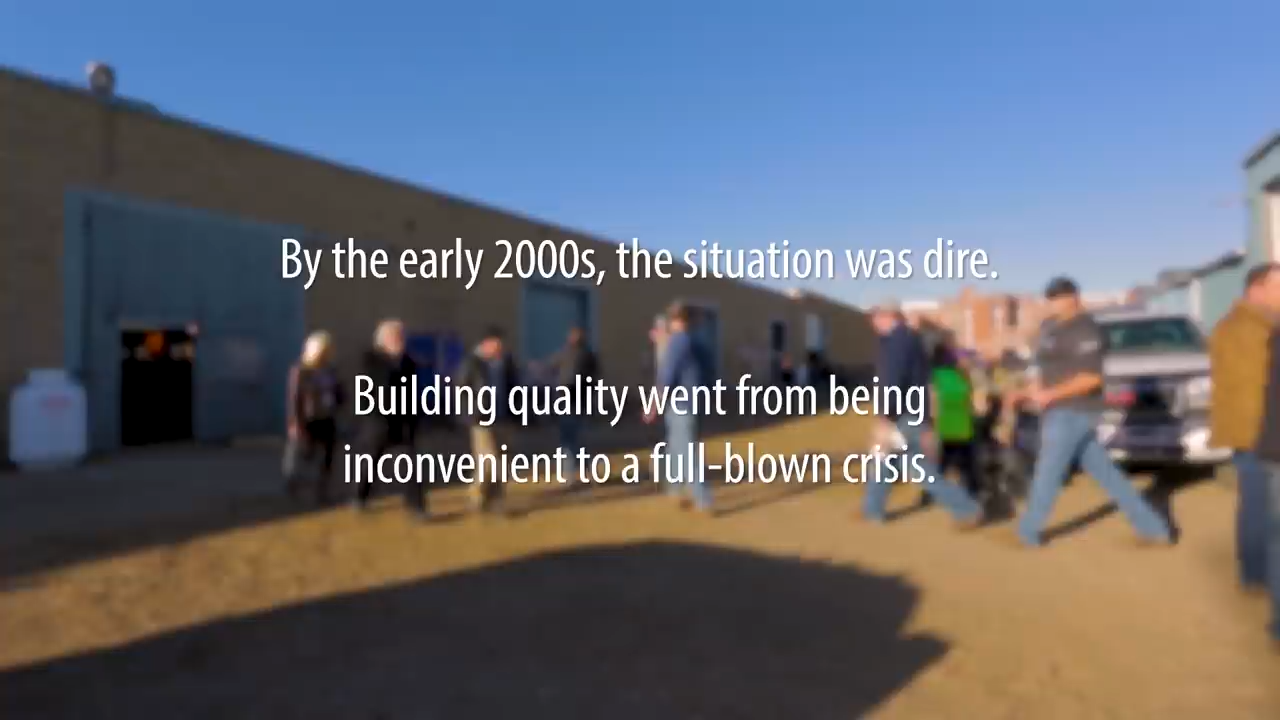 By the early 2000s, the situation was dire.
Building quality went from being
inconvenient to a full-blown crisis.